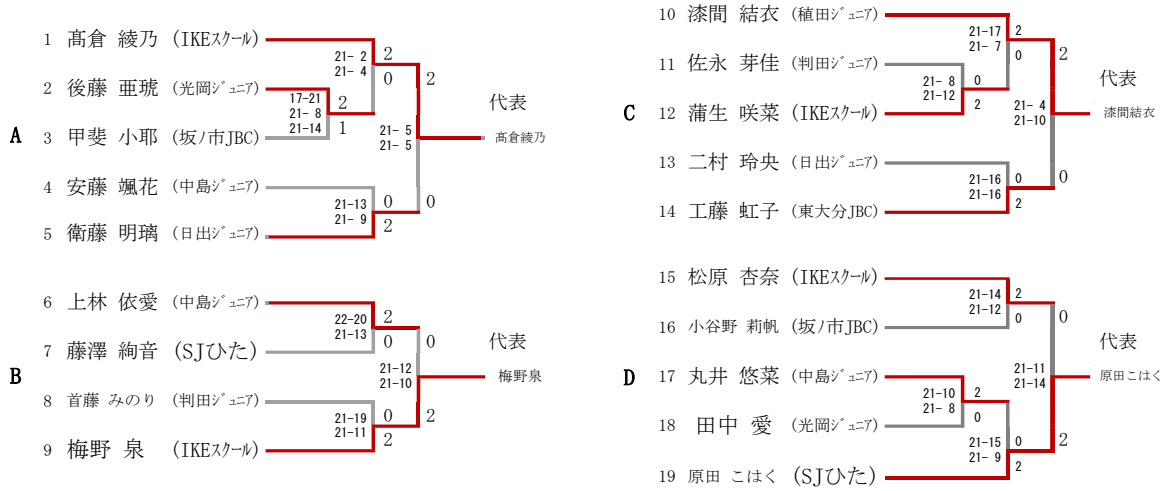 1 髙倉 綾乃 (IKEスクール)
21- 2 2
21- 4 0
2
2 後藤 亜琥 (光岡ジュニア)
17-21
21- 8 2
21-14 1
代表
A
3 甲斐 小耶 (坂ノ市JBC)
21- 5
21- 5
髙倉綾乃
4 安藤 颯花 (中島ジュニア)
21-13 0
21- 9 2
0
5 衛藤 明璃 (日出ジュニア)
6 上林 依愛 (中島ジュニア)
22-20 2
21-13 0
0
7 藤澤 絢音 (SJひた)
代表
B
21-12
21-10
梅野泉
8 首藤 みのり (判田ジュニア)
21-19 0
21-11 2
2
9 梅野 泉 (IKEスクール)
10 漆間 結衣 (稙田ジュニア)
21-17 2
21- 7 0
2
11 佐永 芽佳 (判田ジュニア)
21- 8 0
21-12 2
代表
C
12 蒲生 咲菜 (IKEスクール)
21- 4
21-10
漆間結衣
13 二村 玲央 (日出ジュニア)
21-16 0
21-16 2
0
14 工藤 虹子 (東大分JBC)
15 松原 杏奈 (IKEスクール)
21-14 2
21-12 0
0
16 小谷野 莉帆 (坂ノ市JBC)
代表
D
17 丸井 悠菜 (中島ジュニア)
21-10 2
21- 8 0
21-11
21-14
原田こはく
18 田中 愛 (光岡ジュニア)
21-15 0
21- 9 2
2
19 原田 こはく (SJひた)